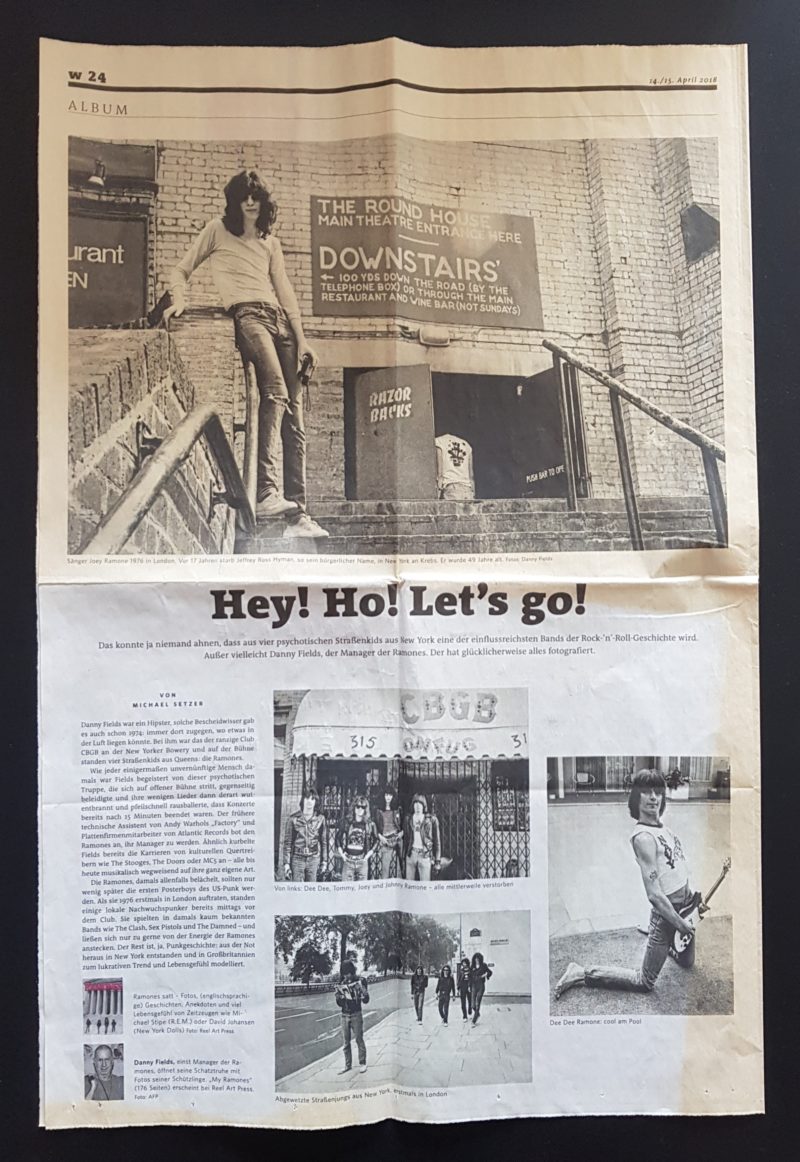 w 24
14./15. April 2018
ALBUM
urant
EN
THE ROUND HOUSE
MAIN THEATRE ENTRANCE HERE
DOWNSTAIRS'
← 100 YDS DOWN THE ROAD (BY THE
TELEPHONE BOX) OR THROUGH THE MAIN
RESTAURANT AND WINE BAR (NOT SUNDAYS)
RAZOR
BACKS
PUSH BAR TO OPE
Sänger Joey Ramone 1976 in London. Vor 17 Jahren starb Jeffrey Ross Hyman, so sein bürgerlicher Name, in New York an Krebs. Er wurde 49 Jahre alt. Fotos: Danny Fields
Hey! Ho! Let's go!
Das konnte ja niemand ahnen, dass aus vier psychotischen Straßenkids aus New York eine der einflussreichsten Bands der Rock-'n'-Roll-Geschichte wird.
Außer vielleicht Danny Fields, der Manager der Ramones. Der hat glücklicherweise alles fotografiert.
VON
MICHAEL SETZER
Danny Fields war ein Hipster, solche Bescheidwisser gab
es auch schon 1974: immer dort zugegen, wo etwas in
der Luft liegen könnte. Bei ihm war das der ranzige Club
CBGB an der New Yorker Bowery und auf der Bühne
standen vier Straßenkids aus Queens: die Ramones.
Wie jeder einigermaßen unvernünftige Mensch da-
mals war Fields begeistert von dieser psychotischen
Truppe, die sich auf offener Bühne stritt, gegenseitig
beleidigte und ihre wenigen Lieder dann derart wut-
entbrannt und pfeilschnell rausballerte, dass Konzerte
bereits nach 15 Minuten beendet waren. Der frühere
technische Assistent von Andy Warhols „Factory" und
Plattenfirmenmitarbeiter von Atlantic Records bot den
Ramones an, ihr Manager zu werden. Ähnlich kurbelte
Fields bereits die Karrieren von kulturellen Quertrei-
bern wie The Stooges, The Doors oder MC5 an – alle bis
heute musikalisch wegweisend auf ihre ganz eigene Art.
Die Ramones, damals allenfalls belächelt, sollten nur
wenig später die ersten Posterboys des US-Punk wer-
den. Als sie 1976 erstmals in London auftraten, standen
einige lokale Nachwuchspunker bereits mittags vor
dem Club. Sie spielten in damals kaum bekannten
Bands wie The Clash, Sex Pistols und The Damned – und
ließen sich nur zu gerne von der Energie der Ramones
anstecken. Der Rest ist, ja, Punkgeschichte: aus der Not
heraus in New York entstanden und in Großbritannien
zum lukrativen Trend und Lebensgefühl modelliert.
CBGB
315
OMFUG
31
Von links: Dee Dee, Tommy, Joey und Johnny Ramone – alle mittlerweile verstorben
Dee Dee Ramone: cool am Pool
Abgewetzte Straßenjungs aus New York, erstmals in London
Ramones satt – Fotos, (englischsprachi-
ge) Geschichten, Anekdoten und viel
Lebensgefühl von Zeitzeugen wie Mi-
chael Stipe (R.E.M.) oder David Johansen
(New York Dolls) Foto: Reel Art Press
Danny Fields, einst Manager der Ra-
mones, öffnet seine Schatztruhe mit
Fotos seiner Schützlinge. „My Ramones"
(176 Seiten) erscheint bei Reel Art Press.
Foto: AFP